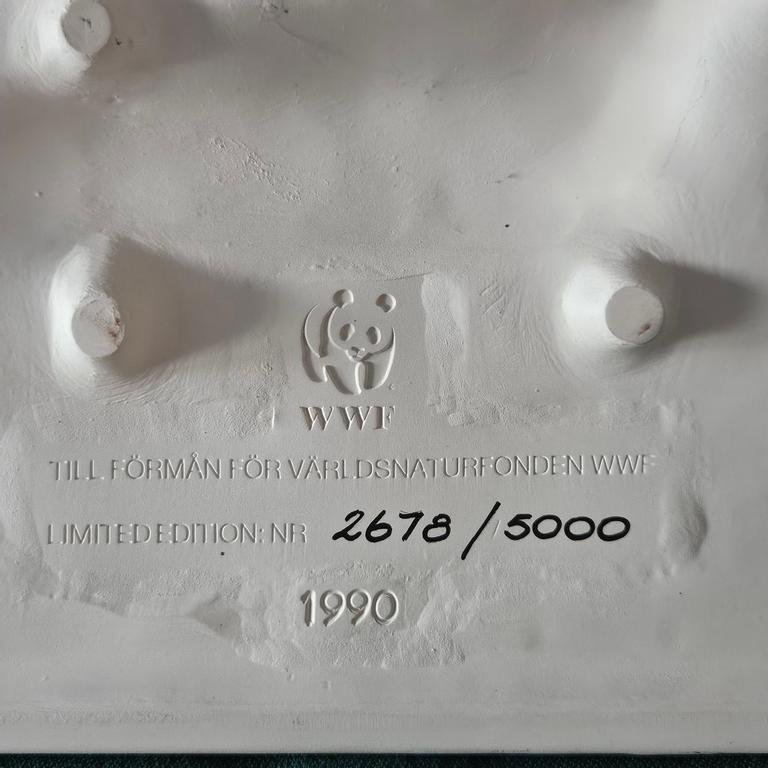 WWF
TILL FÖRMÅN FÖR VÄRLDSNATURFONDEN WWF
LIMITED EDITION: NR 2678 / 5000
1990